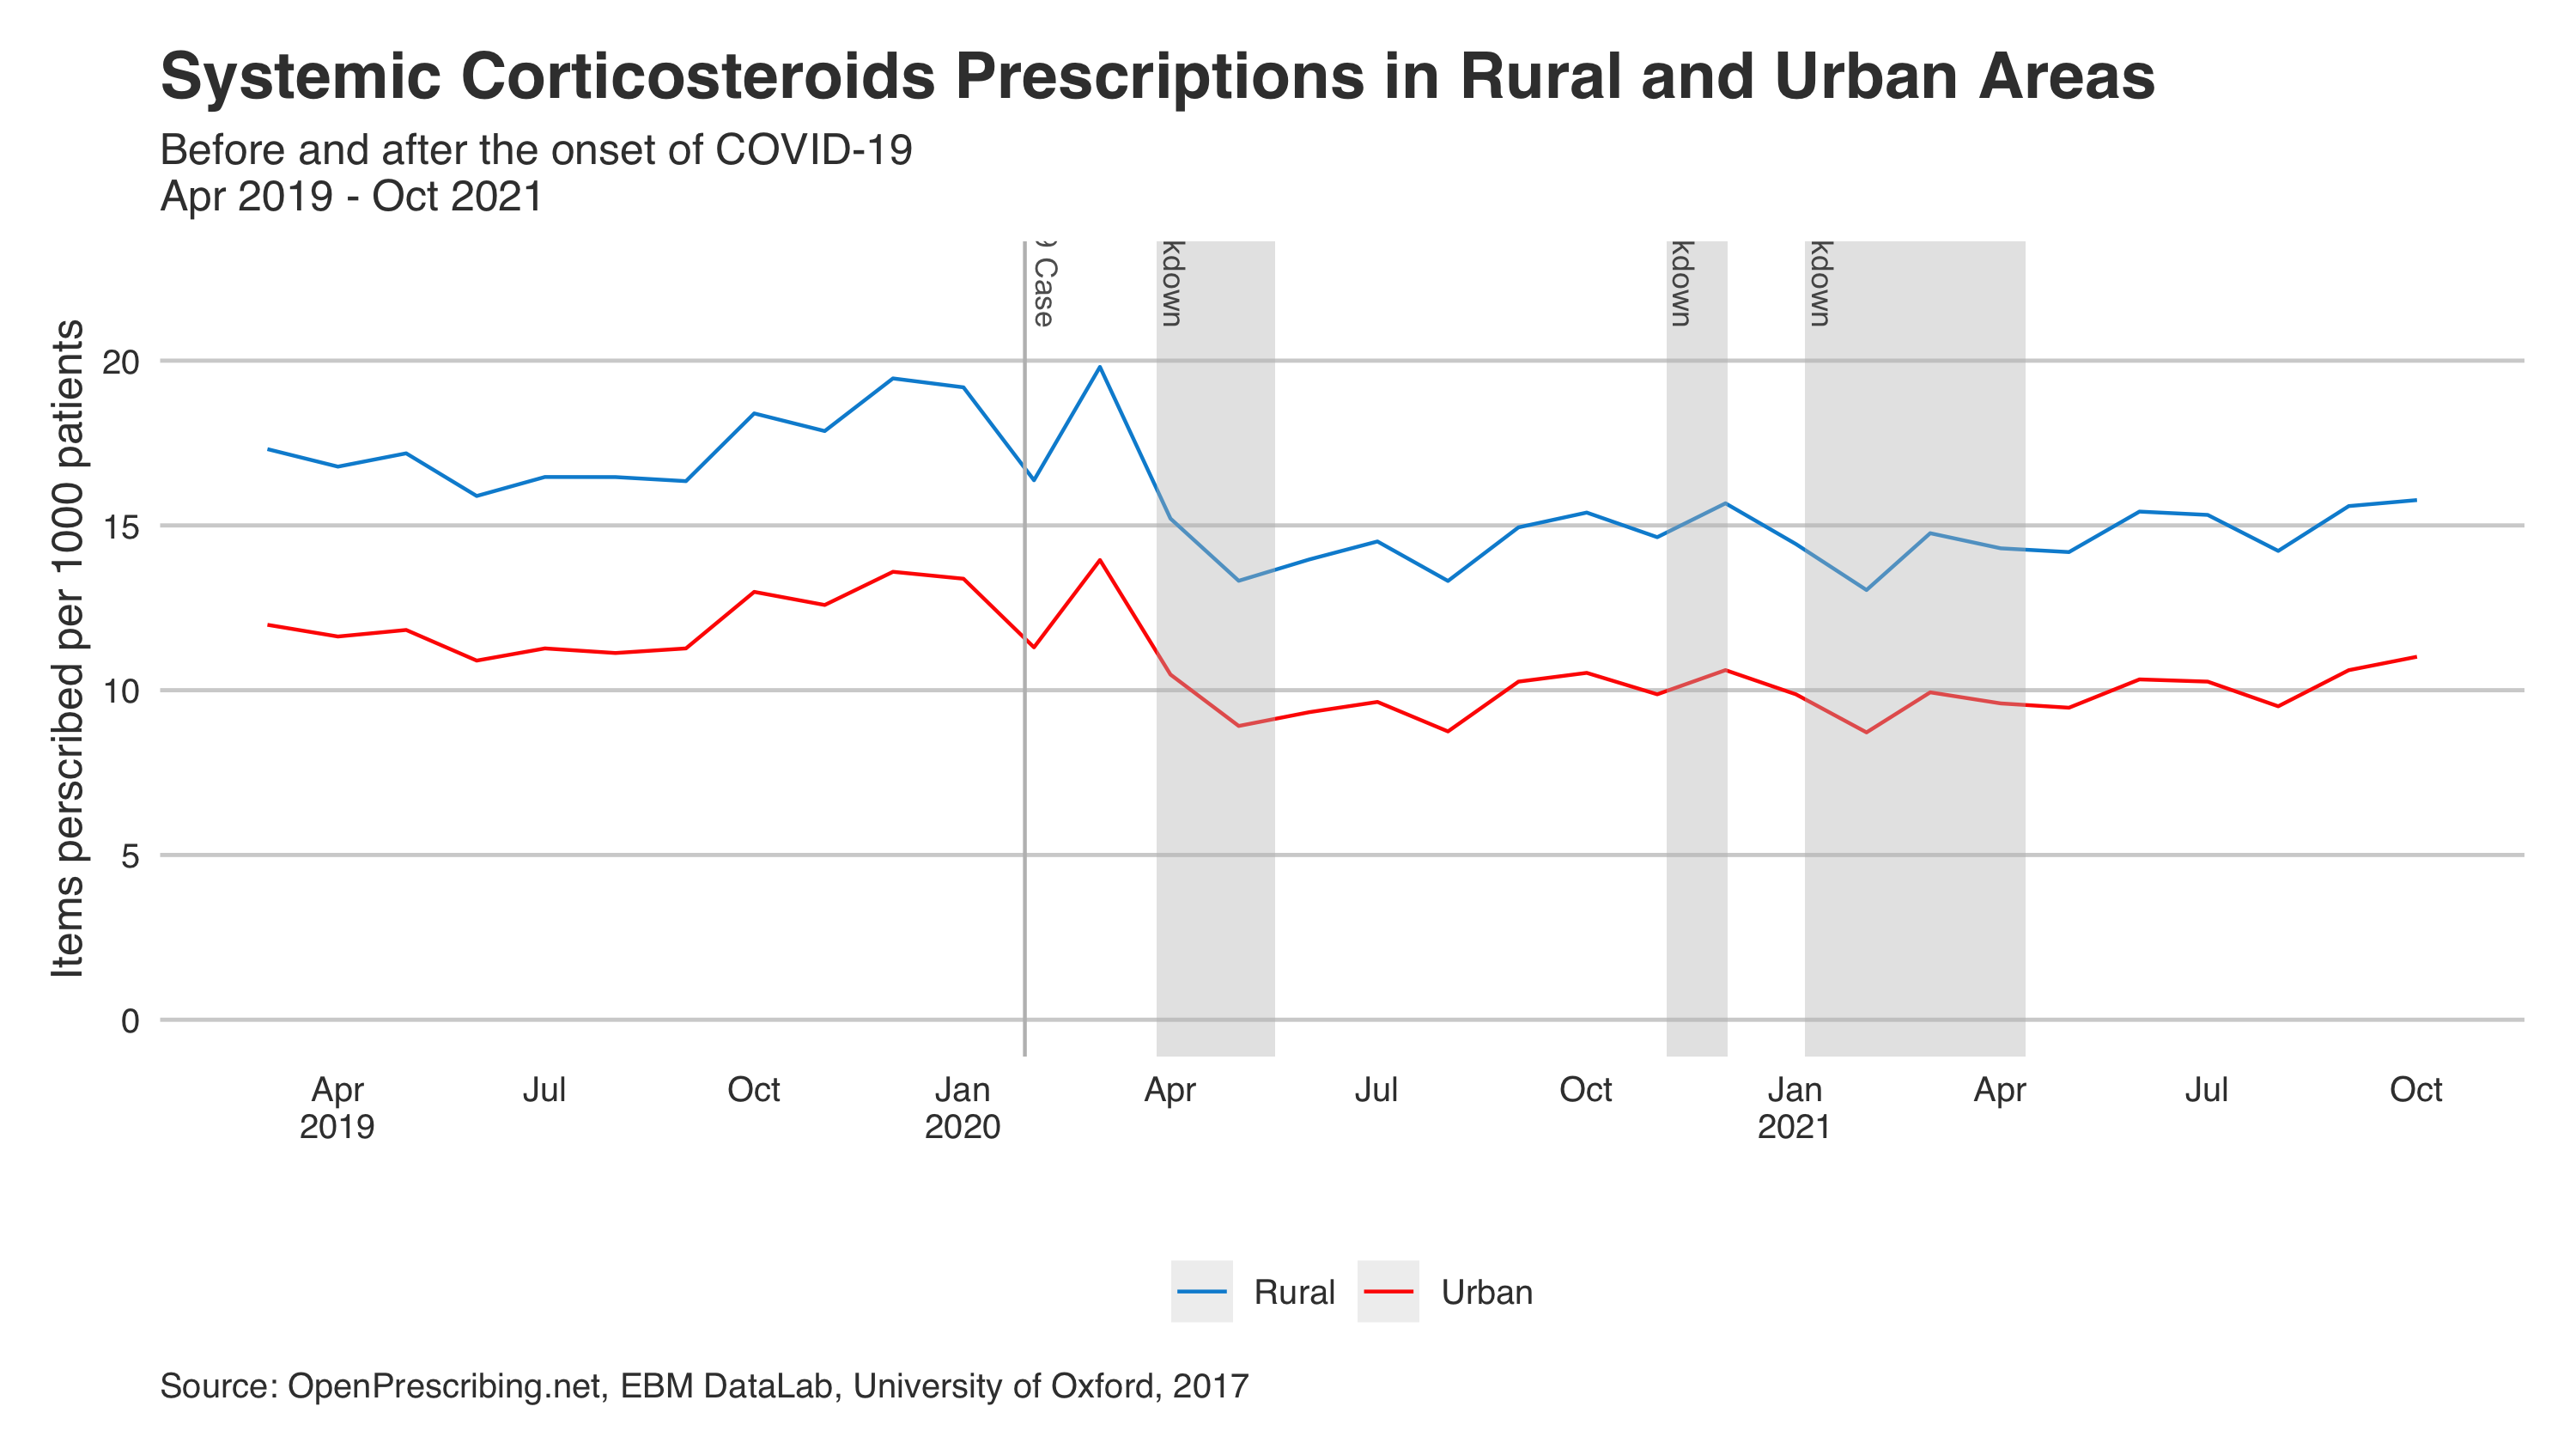 Systemic Corticosteroids Prescriptions in Rural and Urban Areas
Before and after the onset of COVID-19
Apr 2019 - Oct 2021
Case
kdown
kdown
kdown
Items perscribed per 1000 patients
20
15
10
5
0
Apr Jul Oct Jan Apr Jul Oct Jan Apr Jul Oct
2019 2020 2021
Rural Urban
Source: OpenPrescribing.net, EBM DataLab, University of Oxford, 2017